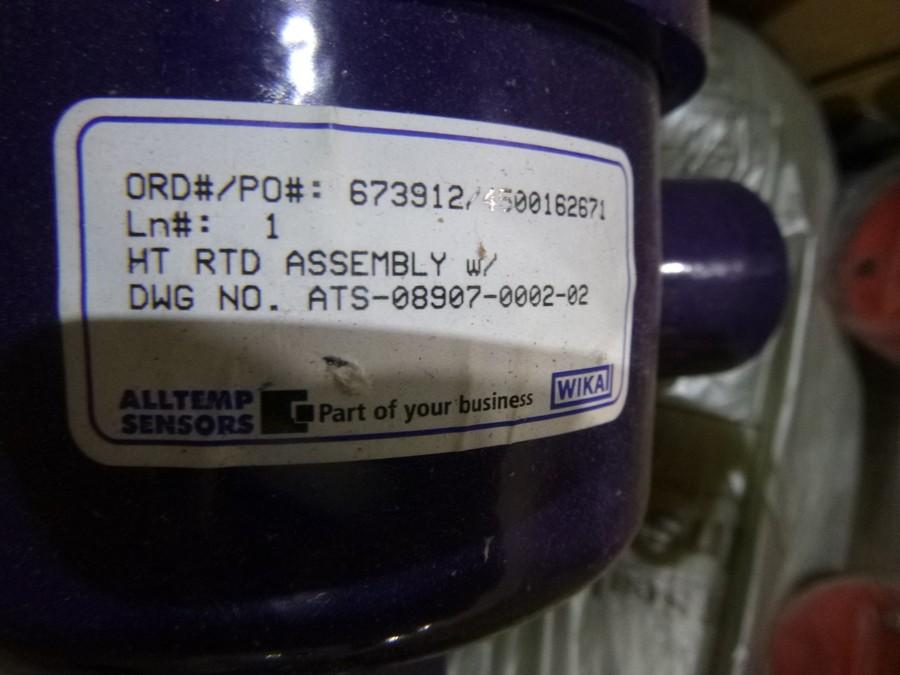 ORD#/PO#: 673912/4500162671
Ln#: 1
HT RTD ASSEMBLY w/
DWG NO. ATS-08907-0002-02
ALLTEMP
SENSORS
Part of your business
WIKA